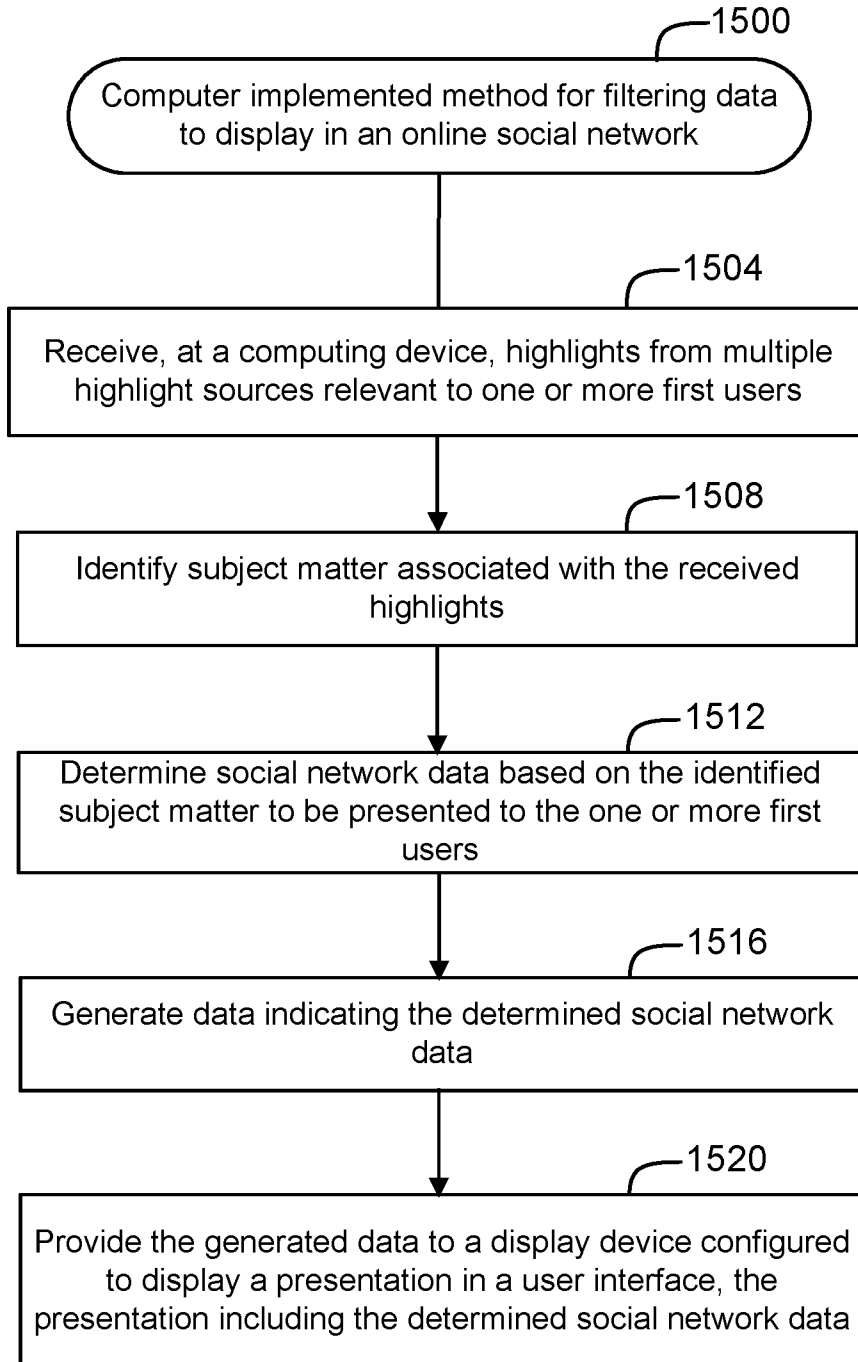 1500
Computer implemented method for filtering data
to display in an online social network
1504
Receive, at a computing device, highlights from multiple
highlight sources relevant to one or more first users
1508
Identify subject matter associated with the received
highlights
1512
Determine social network data based on the identified
subject matter to be presented to the one or more first
users
1516
Generate data indicating the determined social network
data
1520
Provide the generated data to a display device configured
to display a presentation in a user interface, the
presentation including the determined social network data